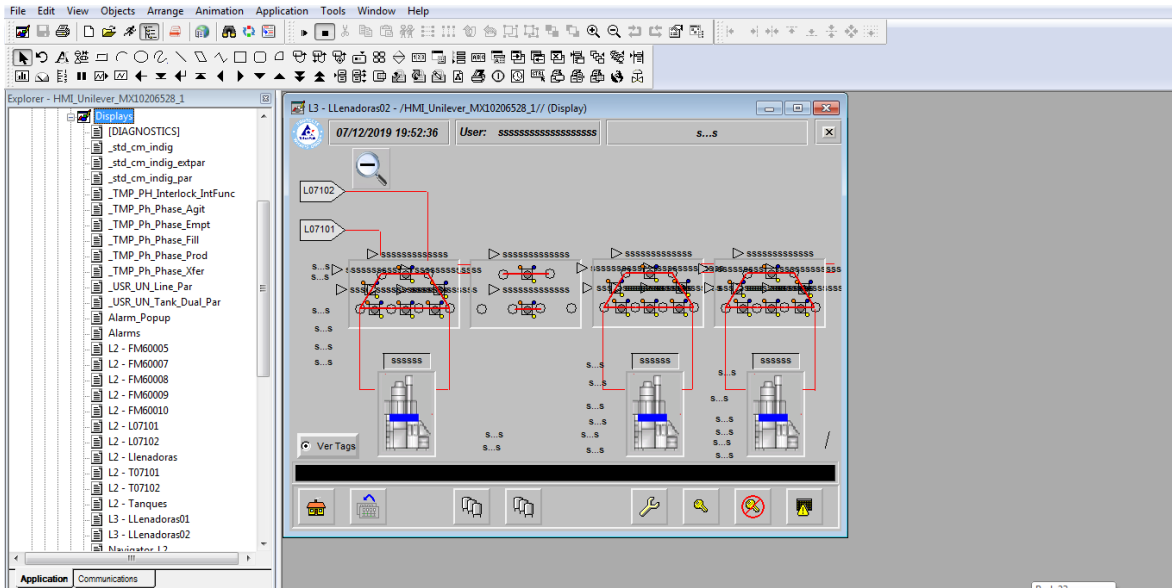 File Edit View Objects Arrange Animation Application Tools Window Help
Explorer - HMI_Unilever_MX10206528_1
Displays
[DIAGNOSTICS]
_std_cm_indig
_std_cm_indig_extpar
_std_cm_indig_par
_TMP_PH_Interlock_IntFunc
_TMP_Ph_Phase_Agit
_TMP_Ph_Phase_Empt
_TMP_Ph_Phase_Fill
_TMP_Ph_Phase_Prod
_TMP_Ph_Phase_Xfer
_USR_UN_Line_Par
_USR_UN_Tank_Dual_Par
Alarm_Popup
Alarms
L2 - FM60005
L2 - FM60007
L2 - FM60008
L2 - FM60009
L2 - FM60010
L2 - L07101
L2 - L07102
L2 - Llenadoras
L2 - T07101
L2 - T07102
L2 - Tanques
L3 - LLenadoras01
L3 - LLenadoras02
Navigator L2
Application Communications
L3 - LLenadoras02 - /HMI_Unilever_MX10206528_1// (Display)
07/12/2019 19:52:36 User: sssssssssssssssssss s...s
L07102
L07101
ssssssssssss sssssssssssss ssssssssssss ssssssssssss
s...s
s...s
sssssssssssss
s...s
s...s
s...s
ssssss ssssss ssssss
s...s
s...s
s...s
s...s
s...s
s...s
s...s
s...s
s...s
s...s
s...s
s...s
s...s
Ver Tags
/